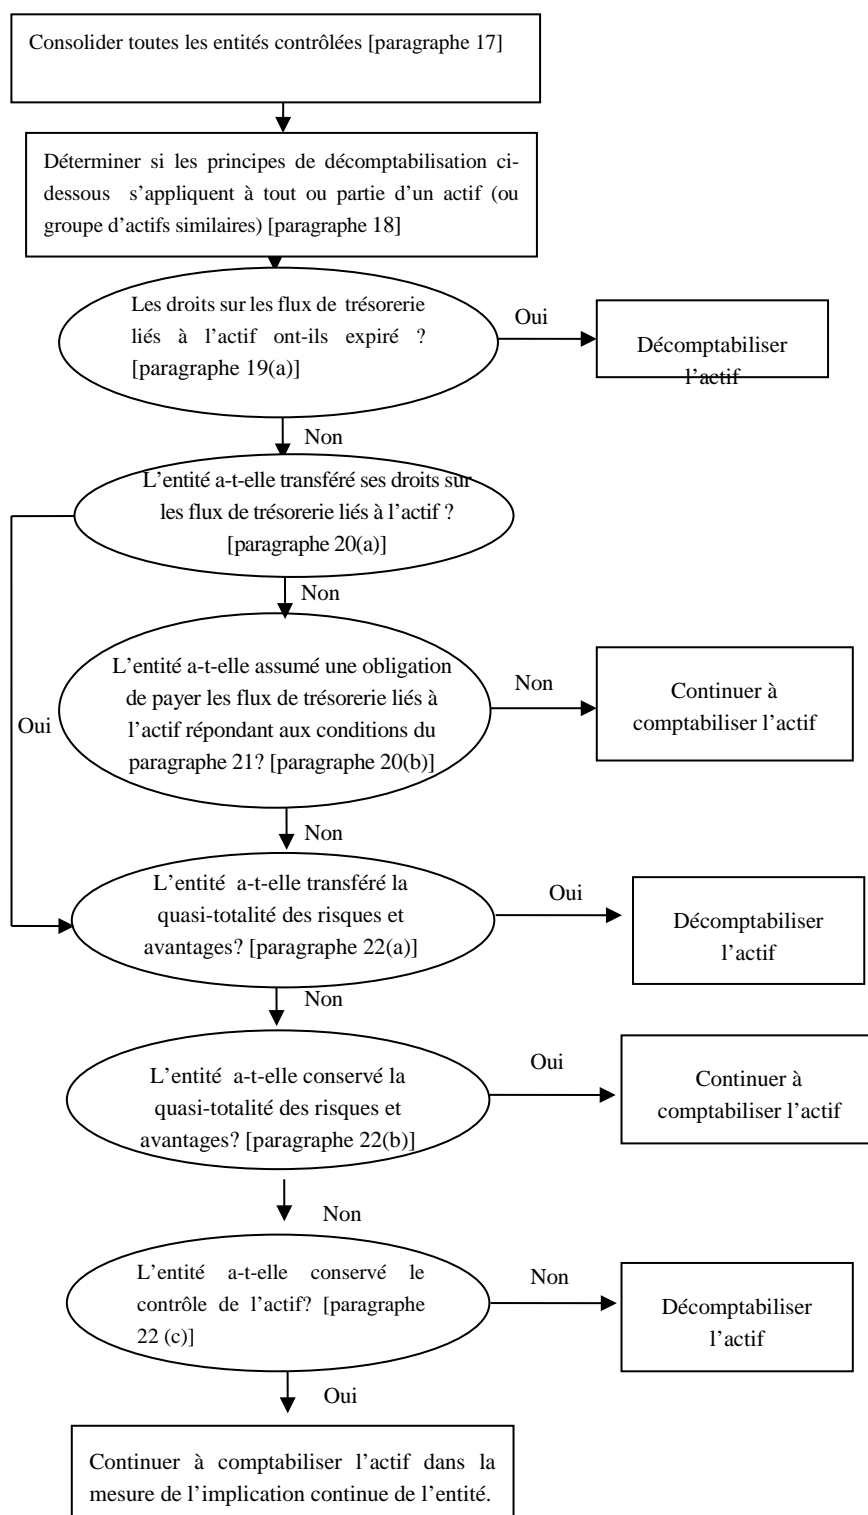 Consolider toutes les entités contrôlées [paragraphe 17]
Déterminer si les principes de décomptabilisation ci-
dessous s’appliquent à tout ou partie d’un actif (ou
groupe d’actifs similaires) [paragraphe 18]
Les droits sur les flux de trésorerie
liés à l’actif ont-ils expiré ?
[paragraphe 19(a)]
Oui
Décomptabiliser
l’actif
Non
L’entité a-t-elle transféré ses droits sur
les flux de trésorerie liés à l’actif ?
[paragraphe 20(a)]
Non
L’entité a-t-elle assumé une obligation
de payer les flux de trésorerie liés à
l’actif répondant aux conditions du
paragraphe 21? [paragraphe 20(b)]
Non
Continuer à
comptabiliser l’actif
Oui
Non
L’entité a-t-elle transféré la
quasi-totalité des risques et
avantages? [paragraphe 22(a)]
Oui
Décomptabiliser
l’actif
Non
L’entité a-t-elle conservé la
quasi-totalité des risques et
avantages? [paragraphe 22(b)]
Oui
Continuer à
comptabiliser l’actif
Non
L’entité a-t-elle conservé le
contrôle de l’actif? [paragraphe
22 (c)]
Non
Décomptabiliser
l’actif
Oui
Continuer à comptabiliser l’actif dans la
mesure de l’implication continue de l’entité.